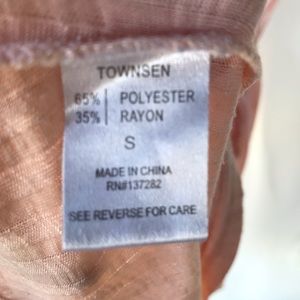 TOWNSEN
65% | POLYESTER
35% | RAYON
S
MADE IN CHINA
RN#137282
SEE REVERSE FOR CARE